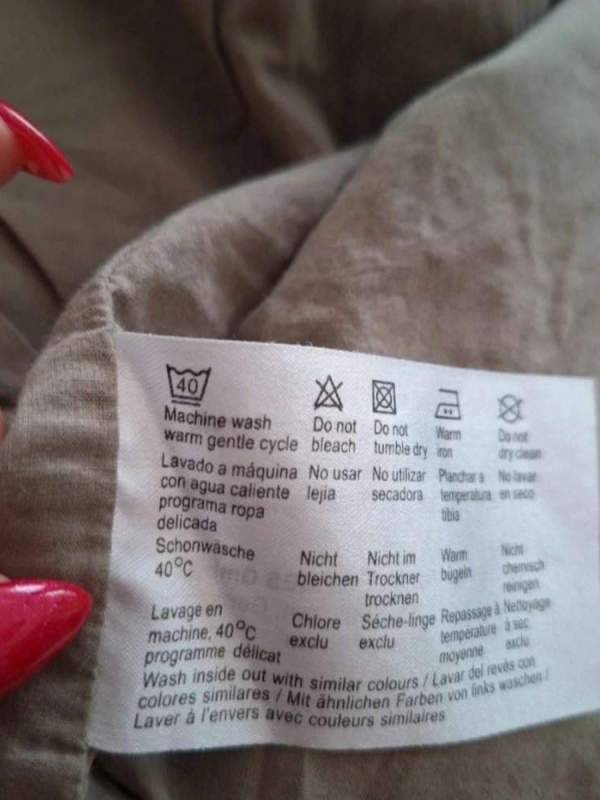 40
Machine wash
warm gentle cycle
Do not
bleach
Do not
tumble dry
Warm
iron
Do not
dry clean
Lavado a máquina
con agua caliente
programa ropa
delicada
No usar
lejia
No utilizar
secadora
Planchar a
temperatura
tibia
No lavar
en seco
Schonwäsche
40°C
Nicht
bleichen
Nicht im
Trockner
trocknen
Warm
bügeln
Nicht
chemisch
reinigen
Lavage en
machine, 40°C
programme délicat
Chlore
exclu
Séche-linge
exclu
Repassage à
température
moyenne
Nettoyage
à sec
exclu
Wash inside out with similar colours / Lavar del revés con
colores similares / Mit ähnlichen Farben von links waschen /
Laver à l'envers avec couleurs similaires